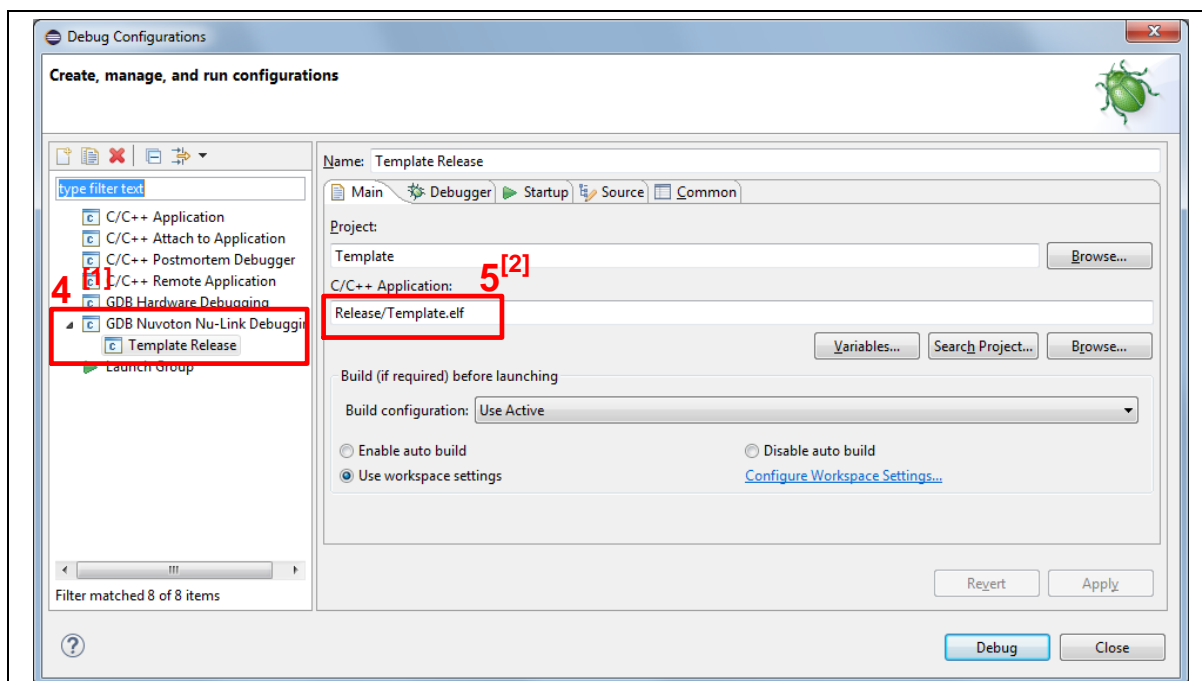 Debug Configurations
Create, manage, and run configurations
type filter text
C/C++ Application
C/C++ Attach to Application
C/C++ Postmortem Debugger
C/C++ Remote Application
GDB Hardware Debugging
GDB Nuvoton Nu-Link Debuggin
Template Release
Launch Group
4 [1]
Filter matched 8 of 8 items
Name: Template Release
Main Debugger Startup Source Common
Project:
Template Browse...
5[2]
C/C++ Application:
Release/Template.elf
Variables... Search Project... Browse...
Build (if required) before launching
Build configuration: Use Active
Enable auto build Disable auto build
Use workspace settings Configure Workspace Settings...
Revert Apply
? Debug Close